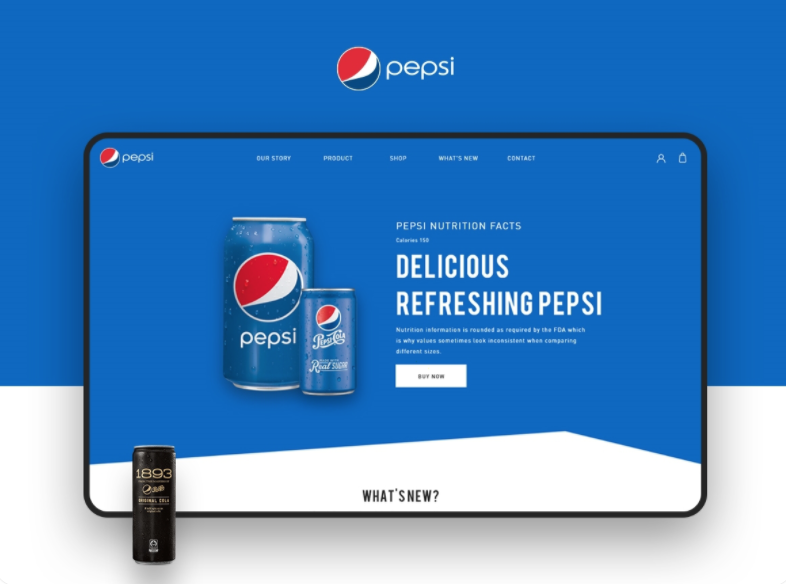 pepsi
pepsi
OUR STORY
PRODUCT
SHOP
WHAT'S NEW
CONTACT
PEPSI NUTRITION FACTS
Calories 150
DELICIOUS
REFRESHING PEPSI
Nutrition information is rounded as required by the FDA which
is why values sometimes look inconsistent when comparing
different sizes.
BUY NOW
pepsi
Pepsi-Cola
Real SUGAR
WHAT'S NEW?
1893
ORIGINAL COLA